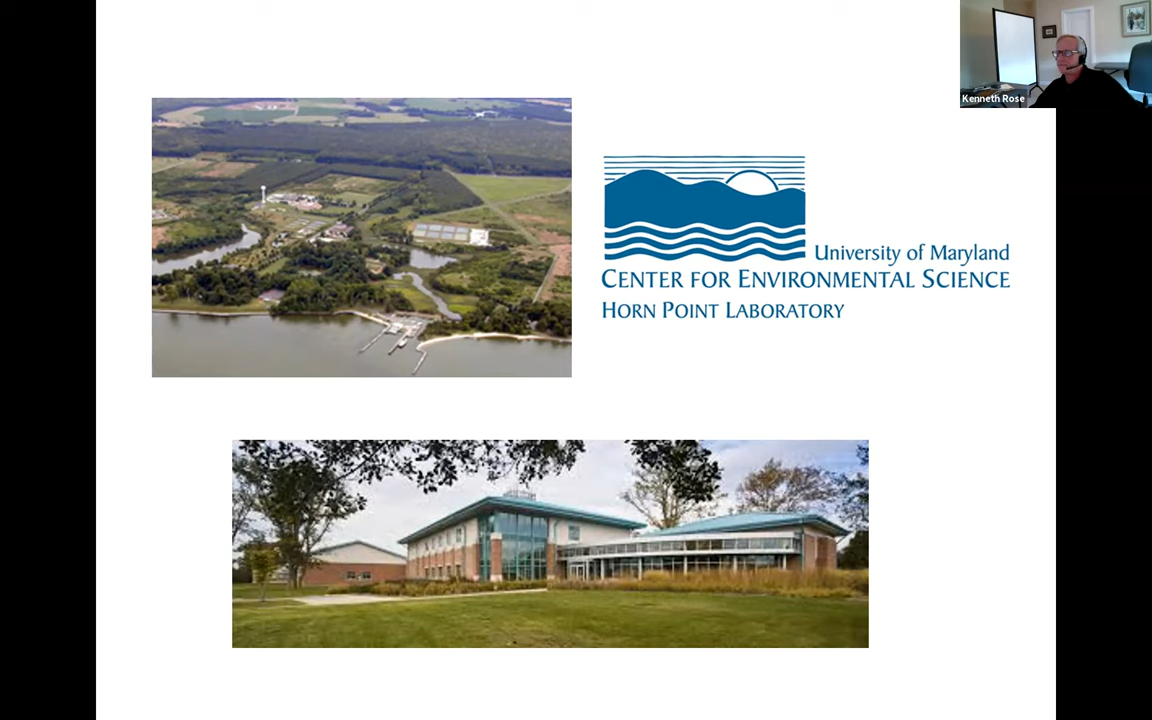 Kenneth Rose
University of Maryland
CENTER FOR ENVIRONMENTAL SCIENCE
HORN POINT LABORATORY